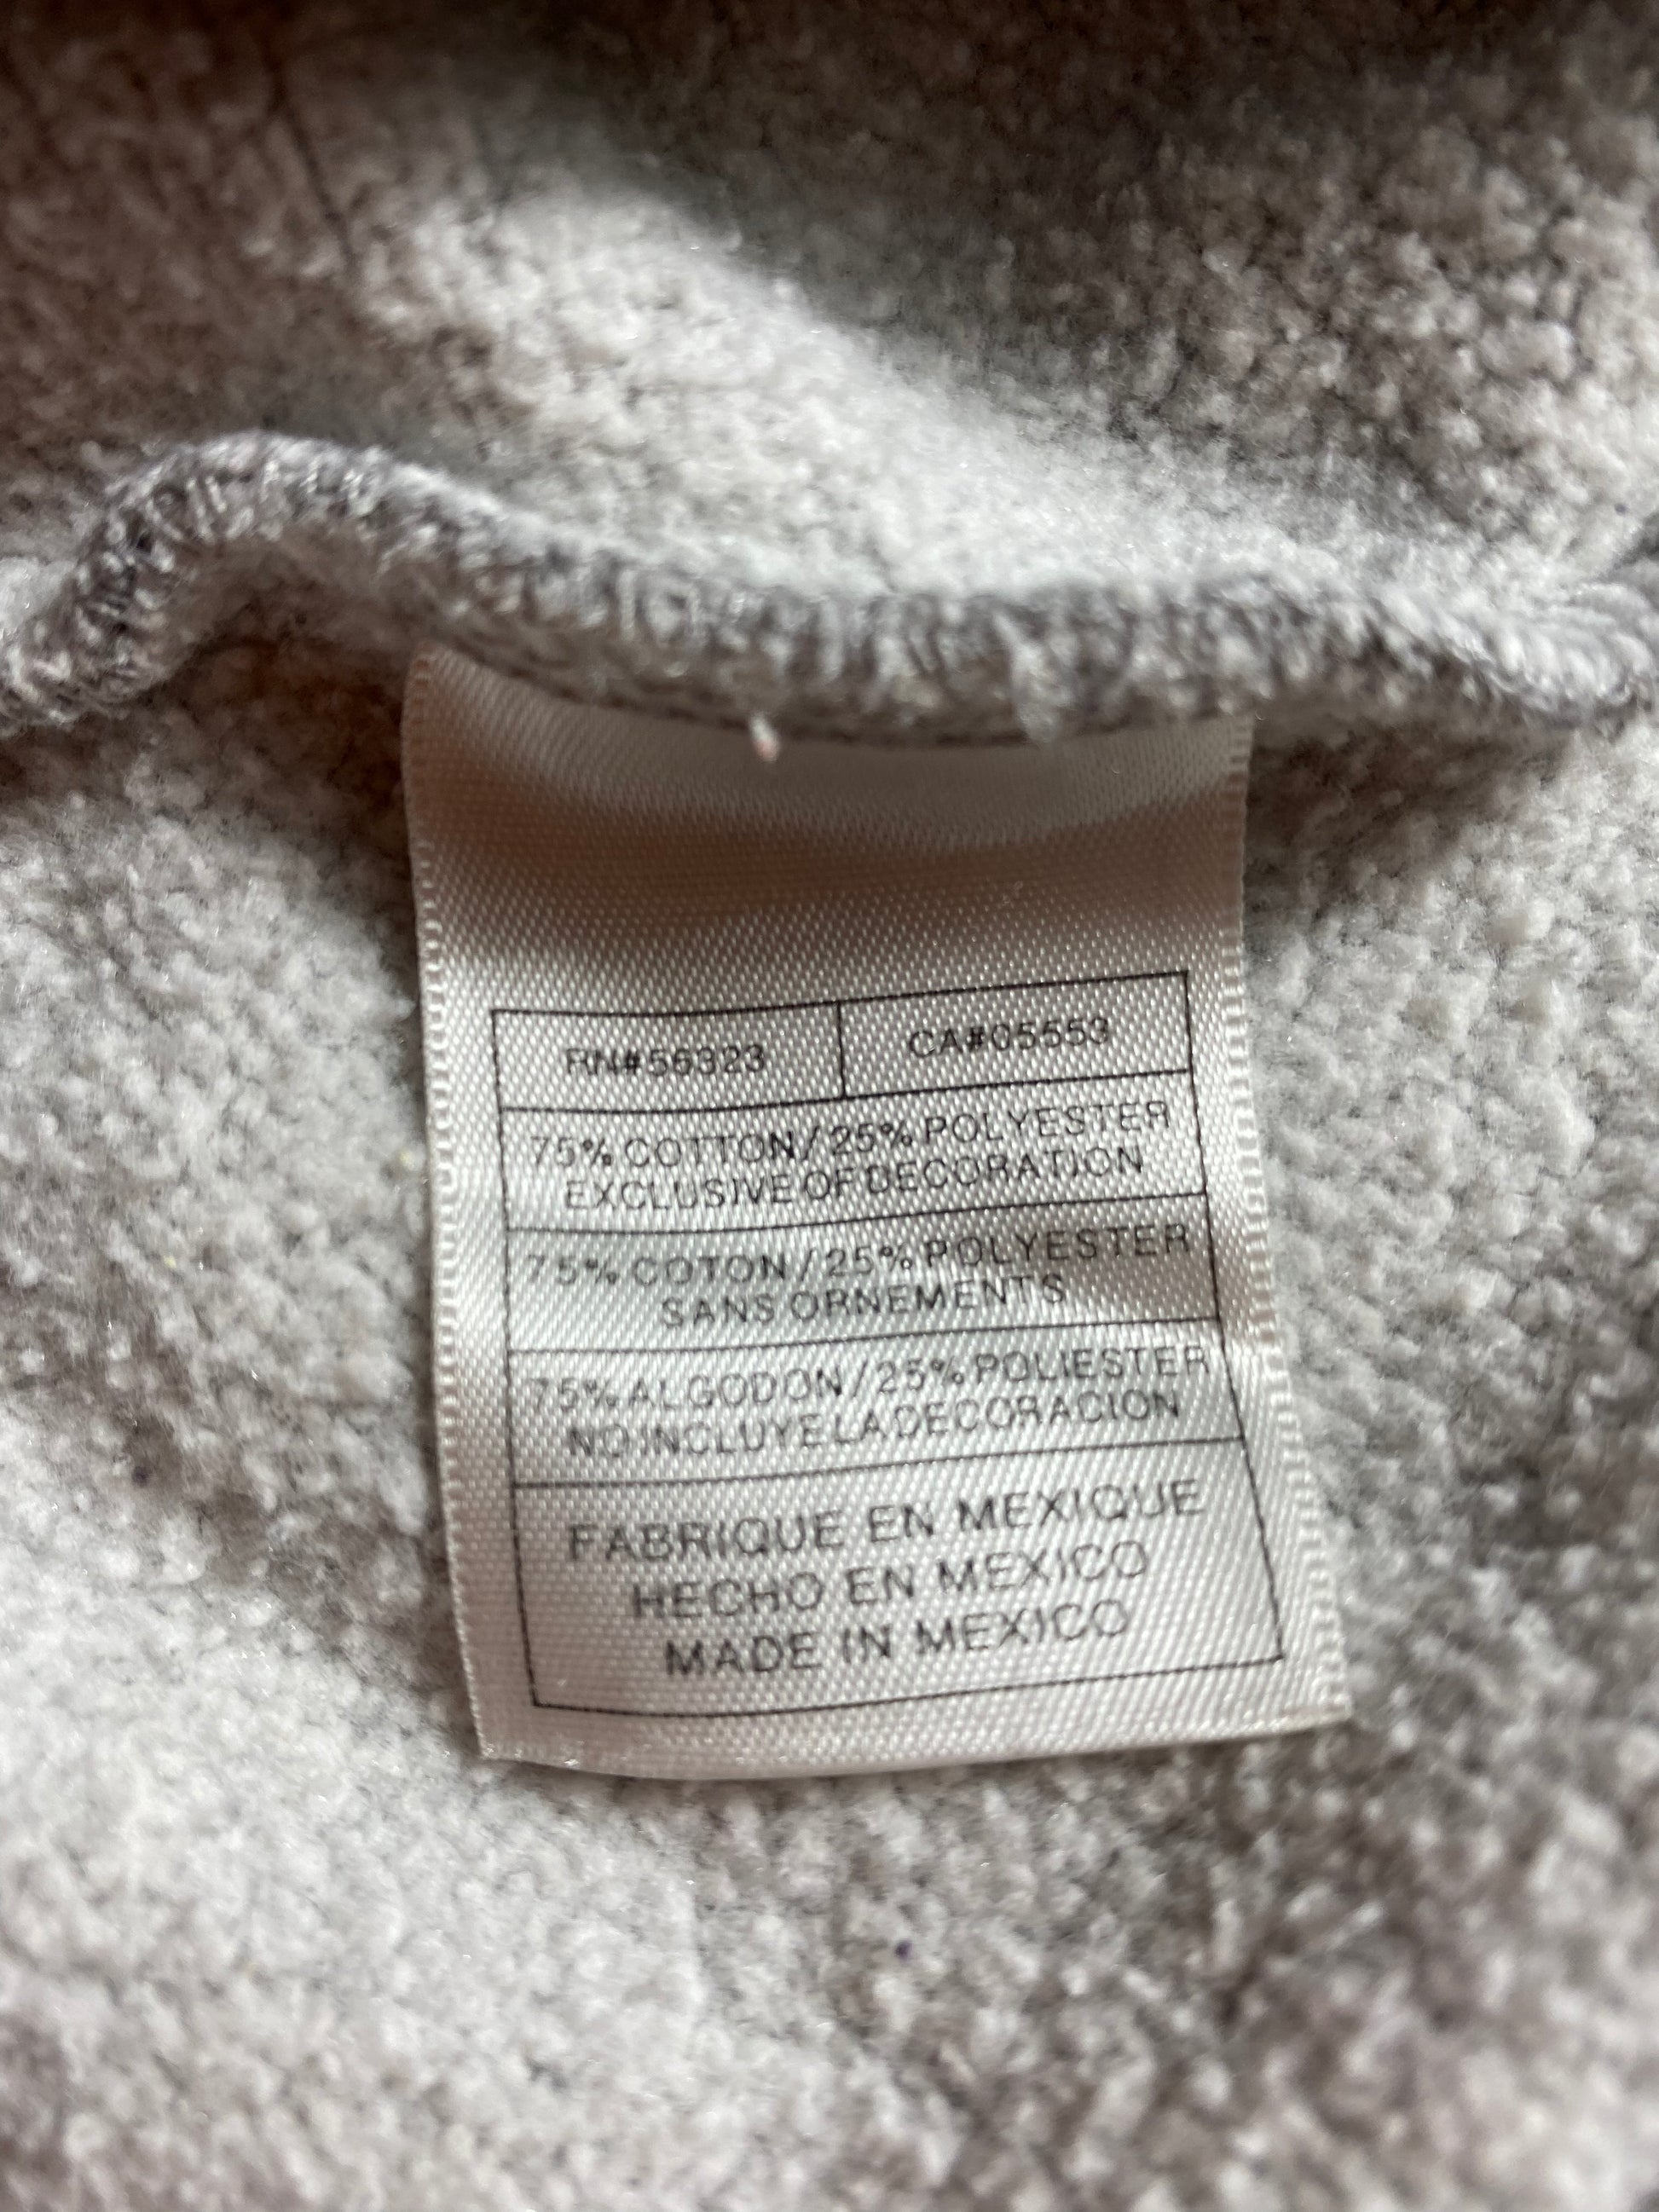 RN#56323 CA#05553
75% COTTON/25% POLYESTER
EXCLUSIVE OF DECORATION
75% COTON/25% POLYESTER
SANS ORNEMENTS
75% ALGODON/25% POLIESTER
NO INCLUYE LA DECORACION
FABRIQUE EN MEXIQUE
HECHO EN MEXICO
MADE IN MEXICO